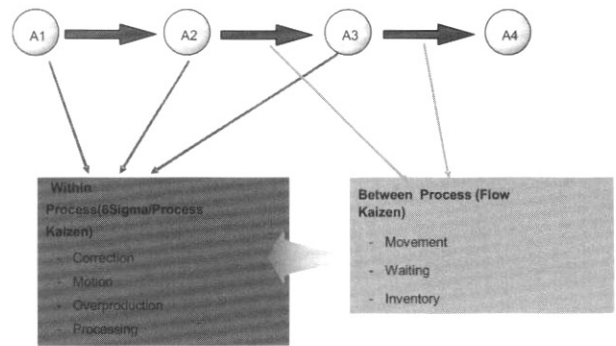 A1
A2
A3
A4
Within
Process(6Sigma/Process
Kaizen)
- Correction
- Motion
- Overproduction
- Processing
Between Process (Flow
Kaizen)
- Movement
- Waiting
- Inventory